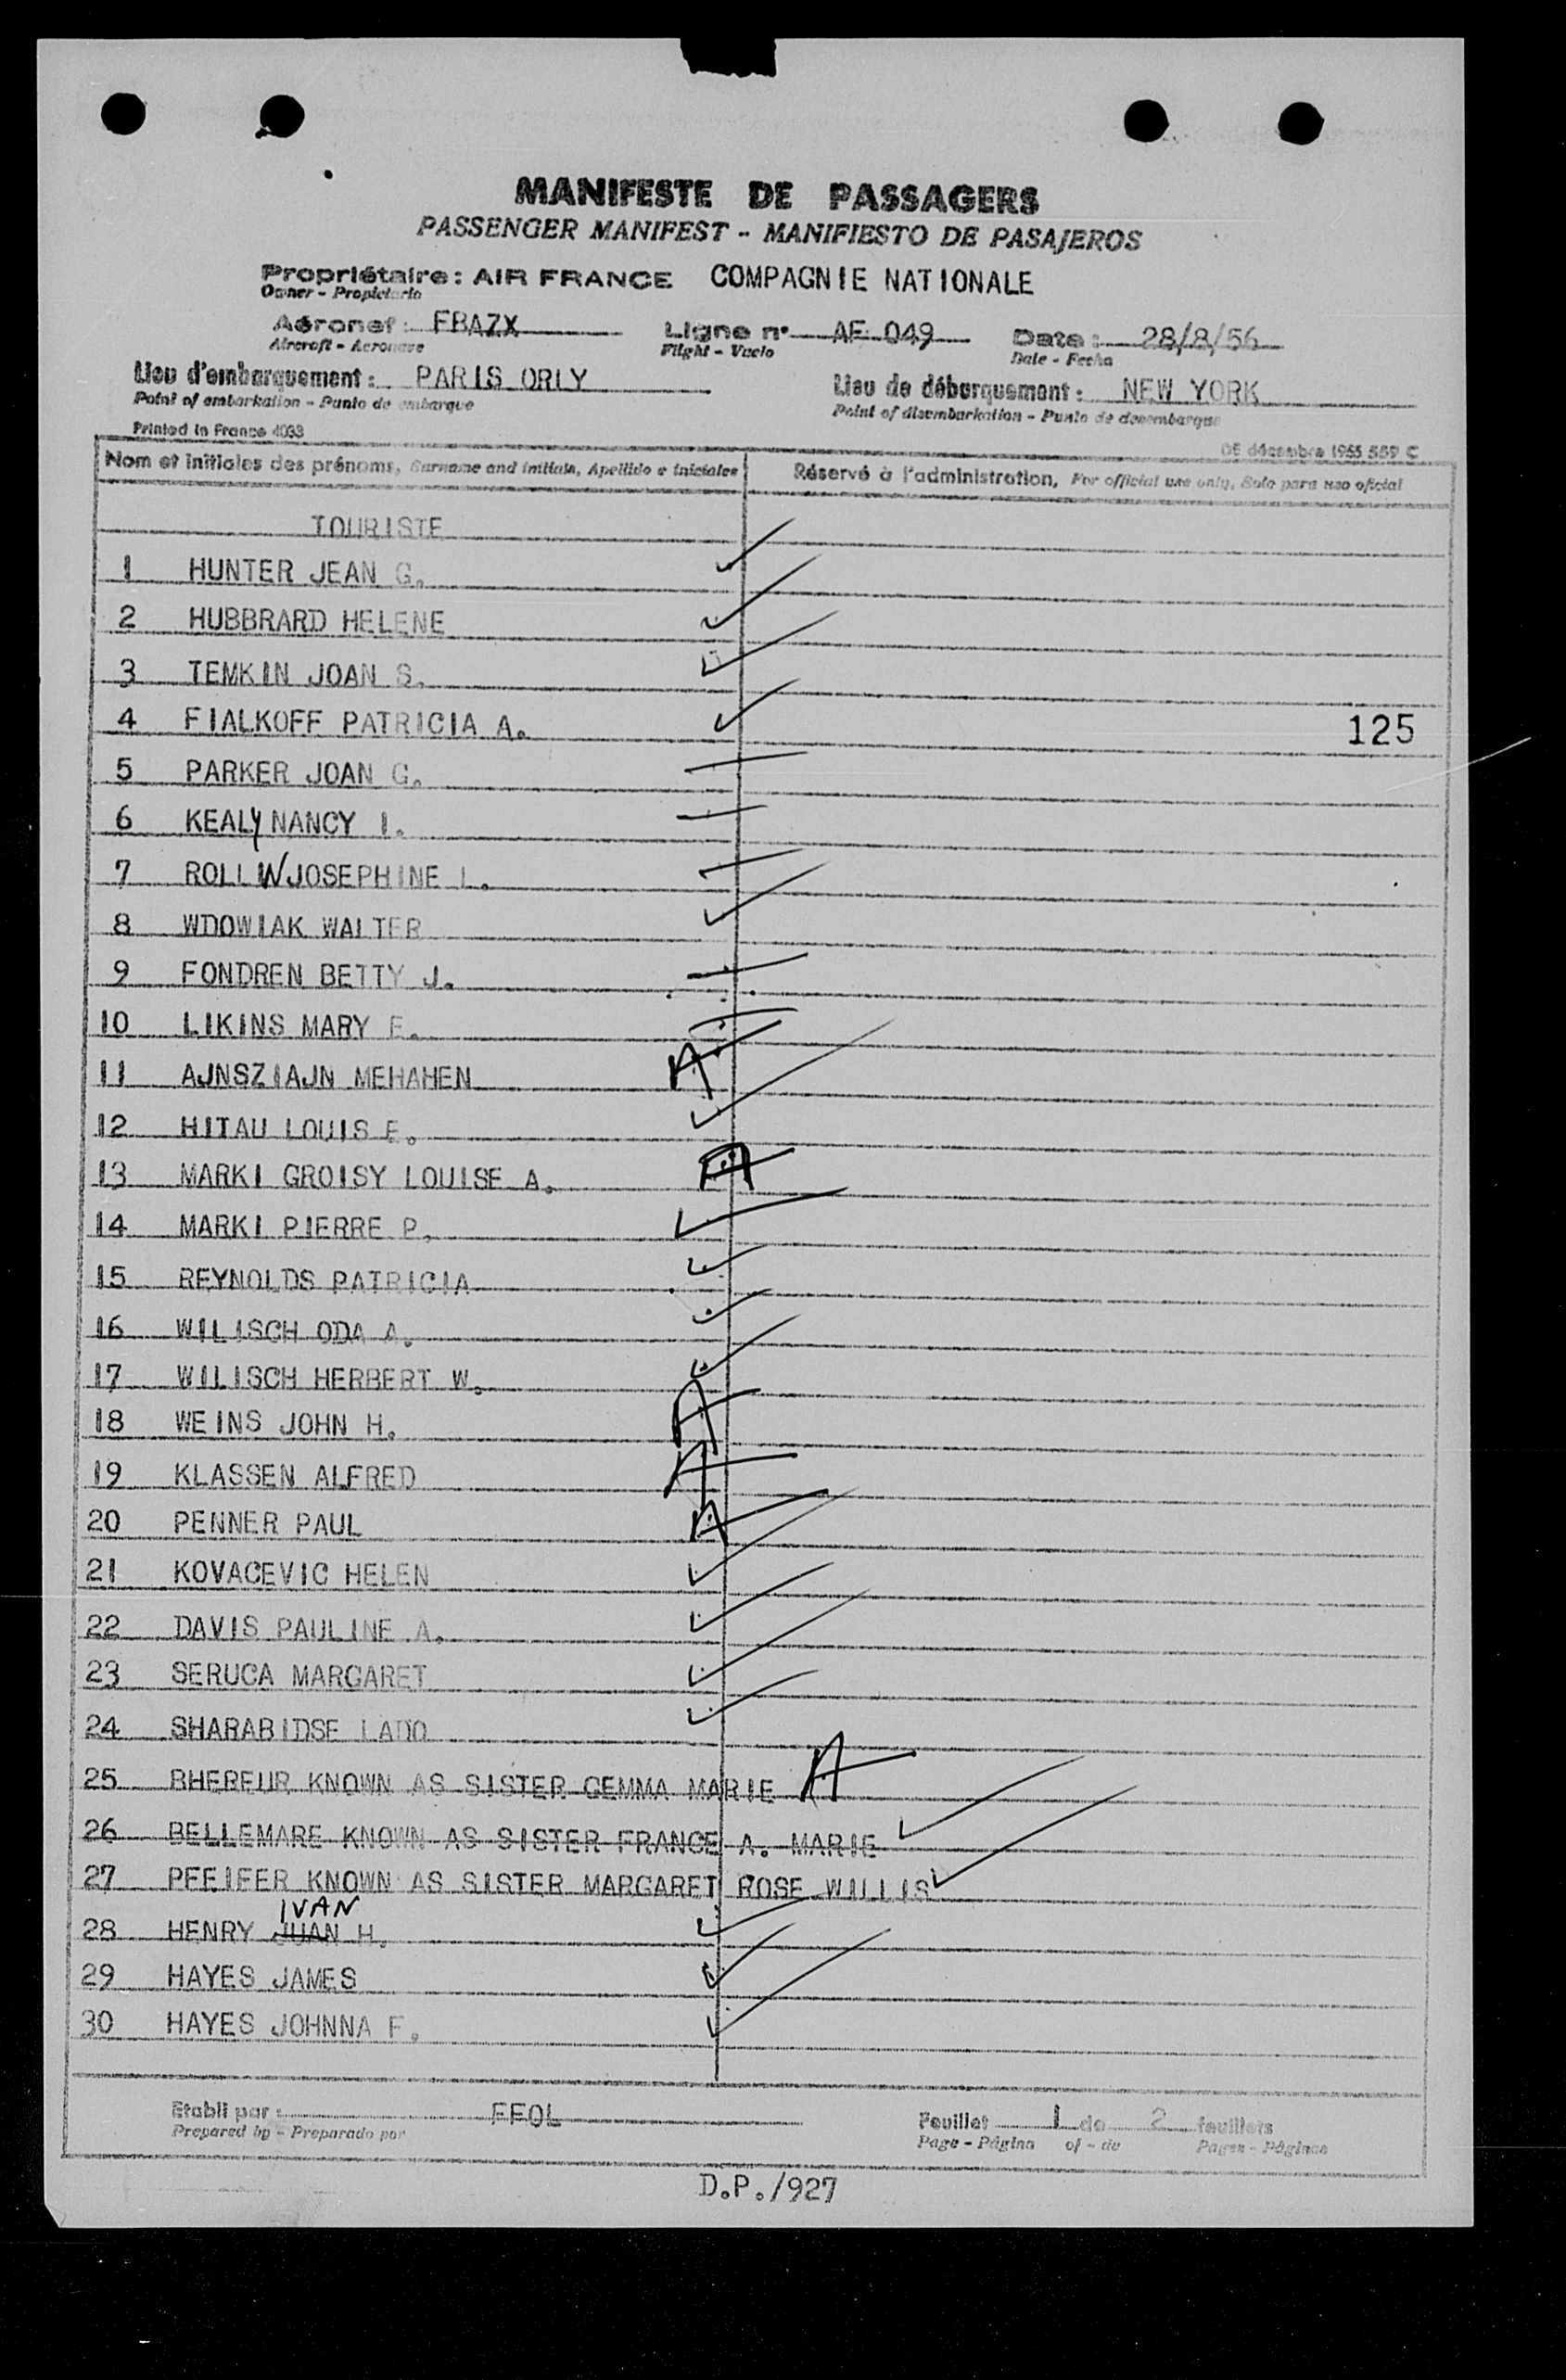 MANIFESTE DE PASSAGERS
PASSENGER MANIFEST - MANIFIESTO DE PASAJEROS
Propriétaire : AIR FRANCE COMPAGNIE NATIONALE
Owner - Propietario
Aéronef : FBAZX Ligne n° AF 049 Date : 28/8/56
Aircraft - Aeronave Flight - Vuelo Date - Fecha
Lieu d'embarquement : PARIS ORLY Lieu de débarquement : NEW YORK
Point of embarkation - Punto de embarque Point of disembarkation - Punto de desembarque
Printed in France 4033 DE décembre 1955 559 C
Nom et initiales des prénoms, Surname and initials, Apellido e iniciales Réservé à l'administration, For official use only, Solo para uso oficial
TOURISTE
1 HUNTER JEAN G.
2 HUBBRARD HELENE
3 TEMKIN JOAN S.
4 FIALKOFF PATRICIA A. 125
5 PARKER JOAN G.
6 KEALY NANCY I.
7 ROLLIN JOSEPHINE L.
8 WDOWIAK WALTER
9 FONDREN BETTY J.
10 LIKINS MARY E.
11 AJNSZIAJN MEHAHEN A
12 HITAU LOUIS E.
13 MARKI GROISY LOUISE A. A
14 MARKI PIERRE P.
15 REYNOLDS PATRICIA
16 WILISCH ODA A.
17 WILISCH HERBERT W.
18 WEINS JOHN H. A
19 KLASSEN ALFRED A
20 PENNER PAUL A
21 KOVACEVIC HELEN
22 DAVIS PAULINE A.
23 SERUCA MARGARET
24 SHARABIDSE LADO
25 BHEREUR KNOWN AS SISTER GEMMA MARIE A
26 BELLEMARE KNOWN AS SISTER FRANCE A. MARIE
27 PFEIFER KNOWN AS SISTER MARGARET ROSE WILLIS
IVAN
28 HENRY JUAN H.
29 HAYES JAMES
30 HAYES JOHNNA F.
Etabli par : FFOL Feuillet 1 de 2 feuillets
Prepared by - Preparado por Page - Página of - de Pages - Páginas
D.P./927